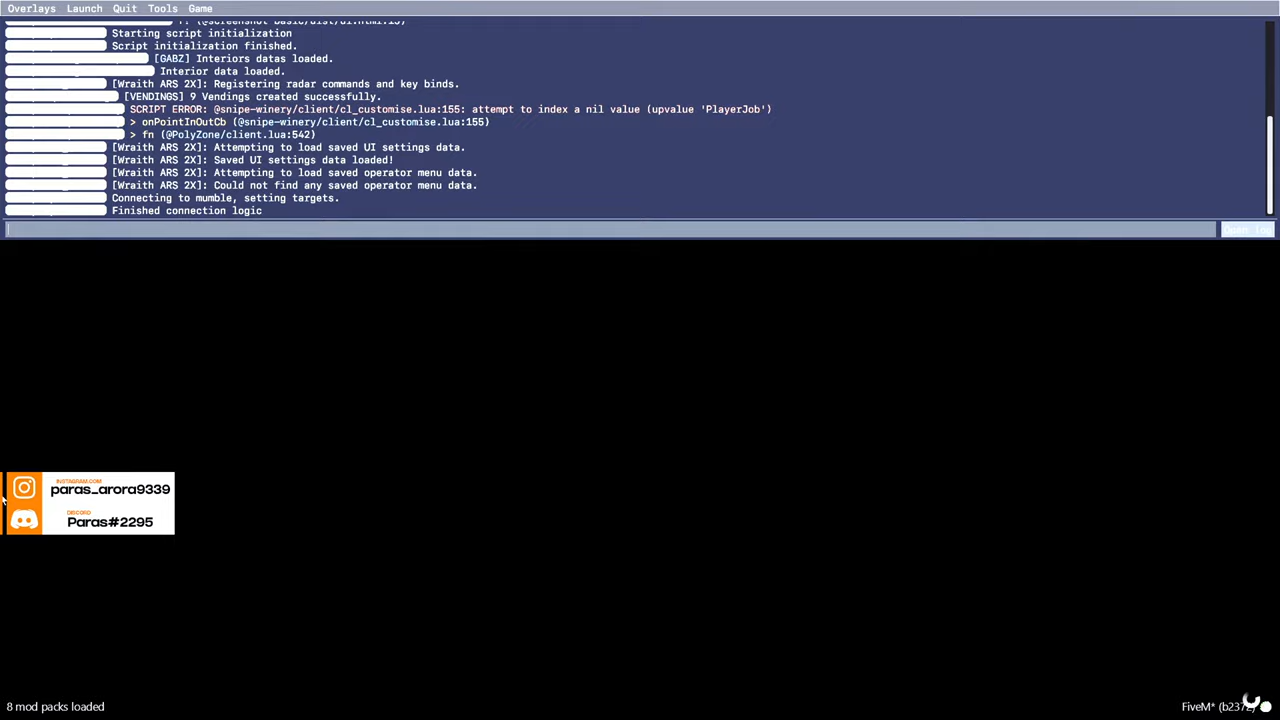 Overlays Launch Quit Tools Game
Starting script initialization
Script initialization finished.
[GABZ] Interiors datas loaded.
Interior data loaded.
[Wraith ARS 2X]: Registering radar commands and key binds.
[VENDINGS] 9 Vendings created successfully.
SCRIPT ERROR: @snipe-winery/client/cl_customise.lua:155: attempt to index a nil value (upvalue 'PlayerJob')
> onPointInOutCb (@snipe-winery/client/cl_customise.lua:155)
> fn (@PolyZone/client.lua:542)
[Wraith ARS 2X]: Attempting to load saved UI settings data.
[Wraith ARS 2X]: Saved UI settings data loaded!
[Wraith ARS 2X]: Attempting to load saved operator menu data.
[Wraith ARS 2X]: Could not find any saved operator menu data.
Connecting to mumble, setting targets.
Finished connection logic
Open log
INSTAGRAM.COM
paras_arora9339
DISCORD
Paras#2295
8 mod packs loaded
FiveM* (b2372)